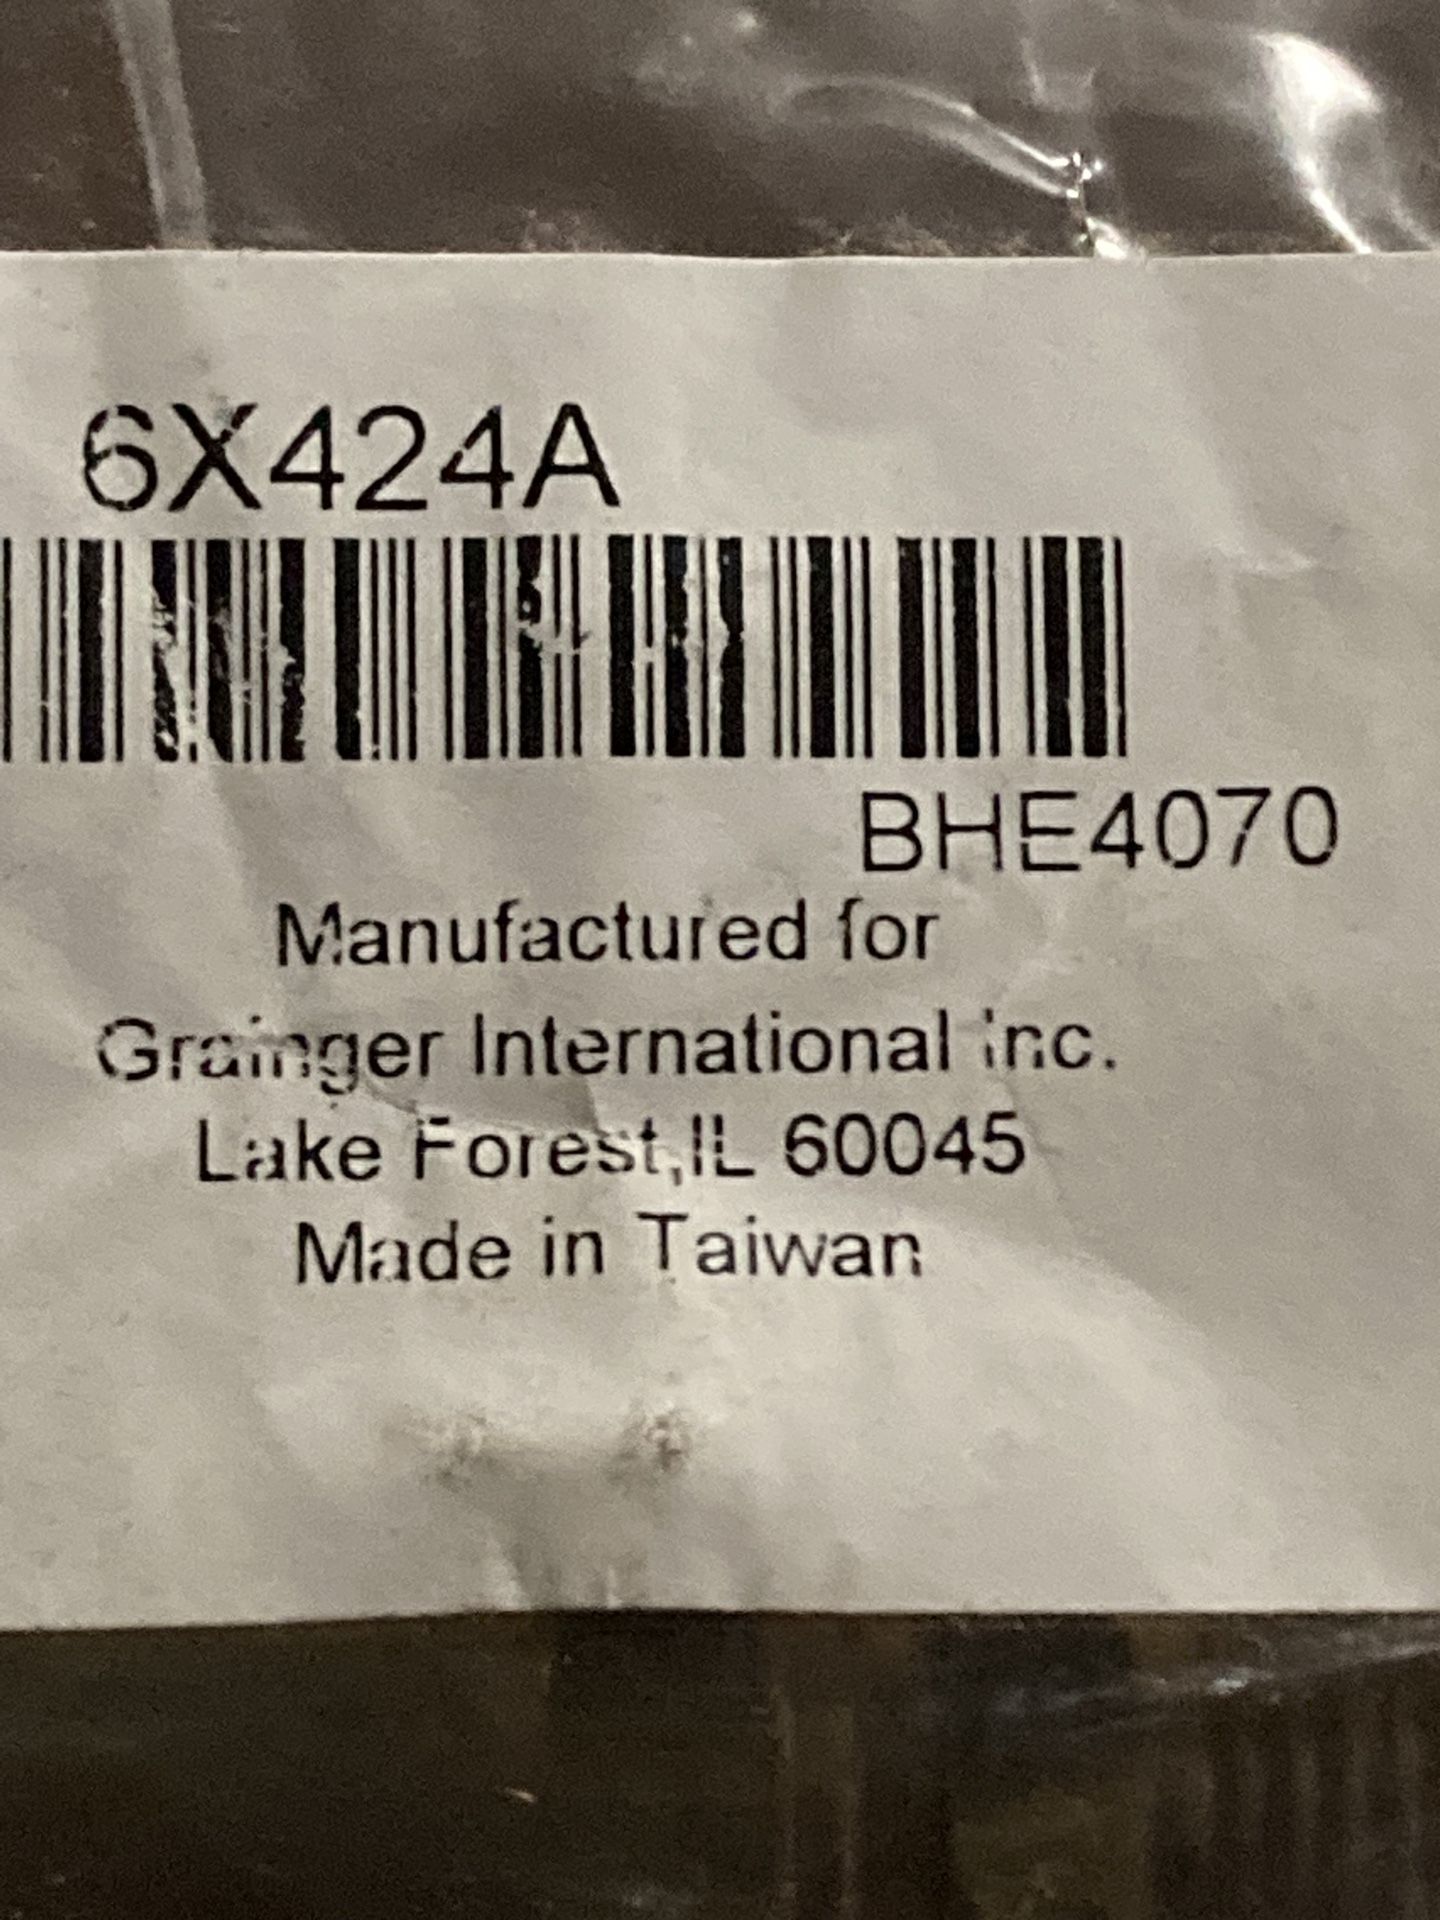 6X424A
BHE4070
Manufactured for
Grainger International inc.
Lake Forest,IL 60045
Made in Taiwan